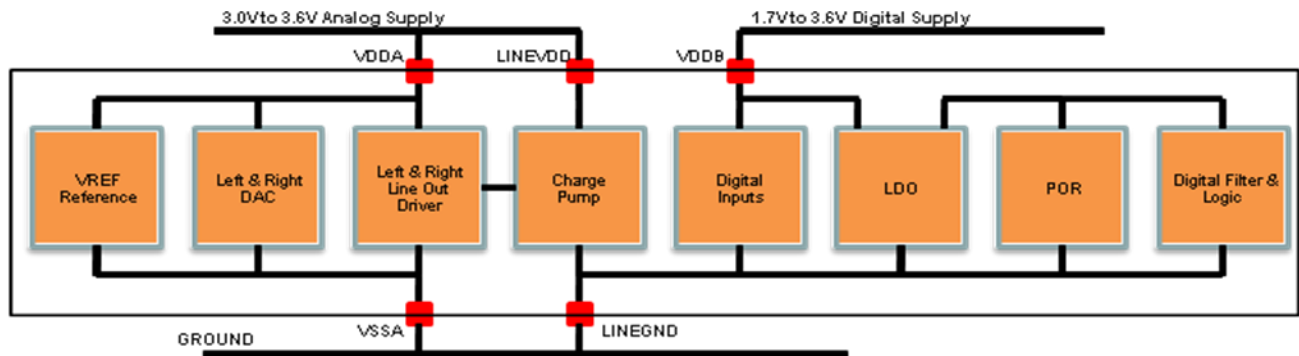 3.0Vto 3.6V Analog Supply
1.7Vto 3.6V Digital Supply
VDDA
LINEVDD
VDDB
VREF
Reference
Left & Right
DAC
Left & Right
Line Out
Driver
Charge
Pump
Digital
Inputs
LDO
POR
Digital Filter &
Logic
VSSA
LINEGND
GROUND